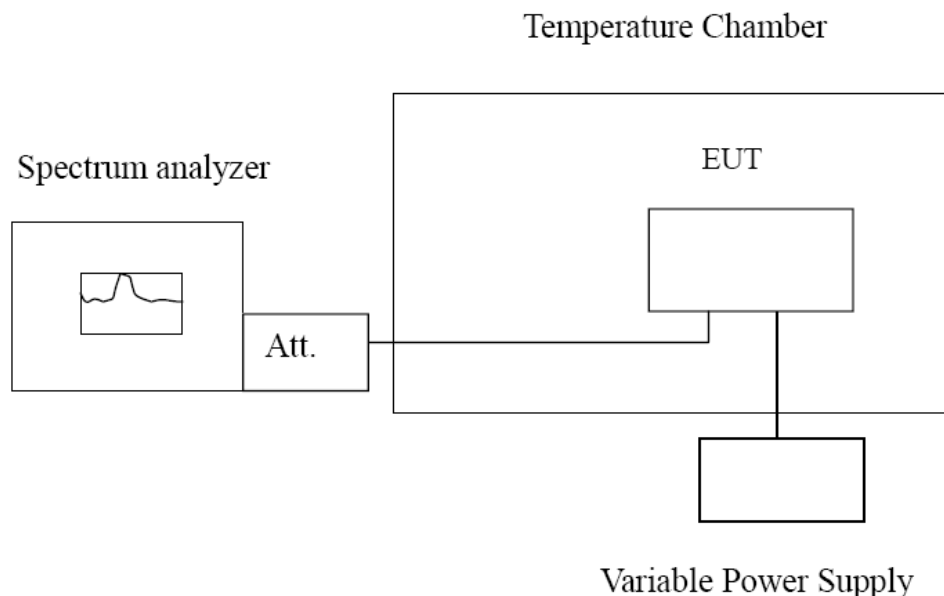 Temperature Chamber
Spectrum analyzer
EUT
Att.
Variable Power Supply